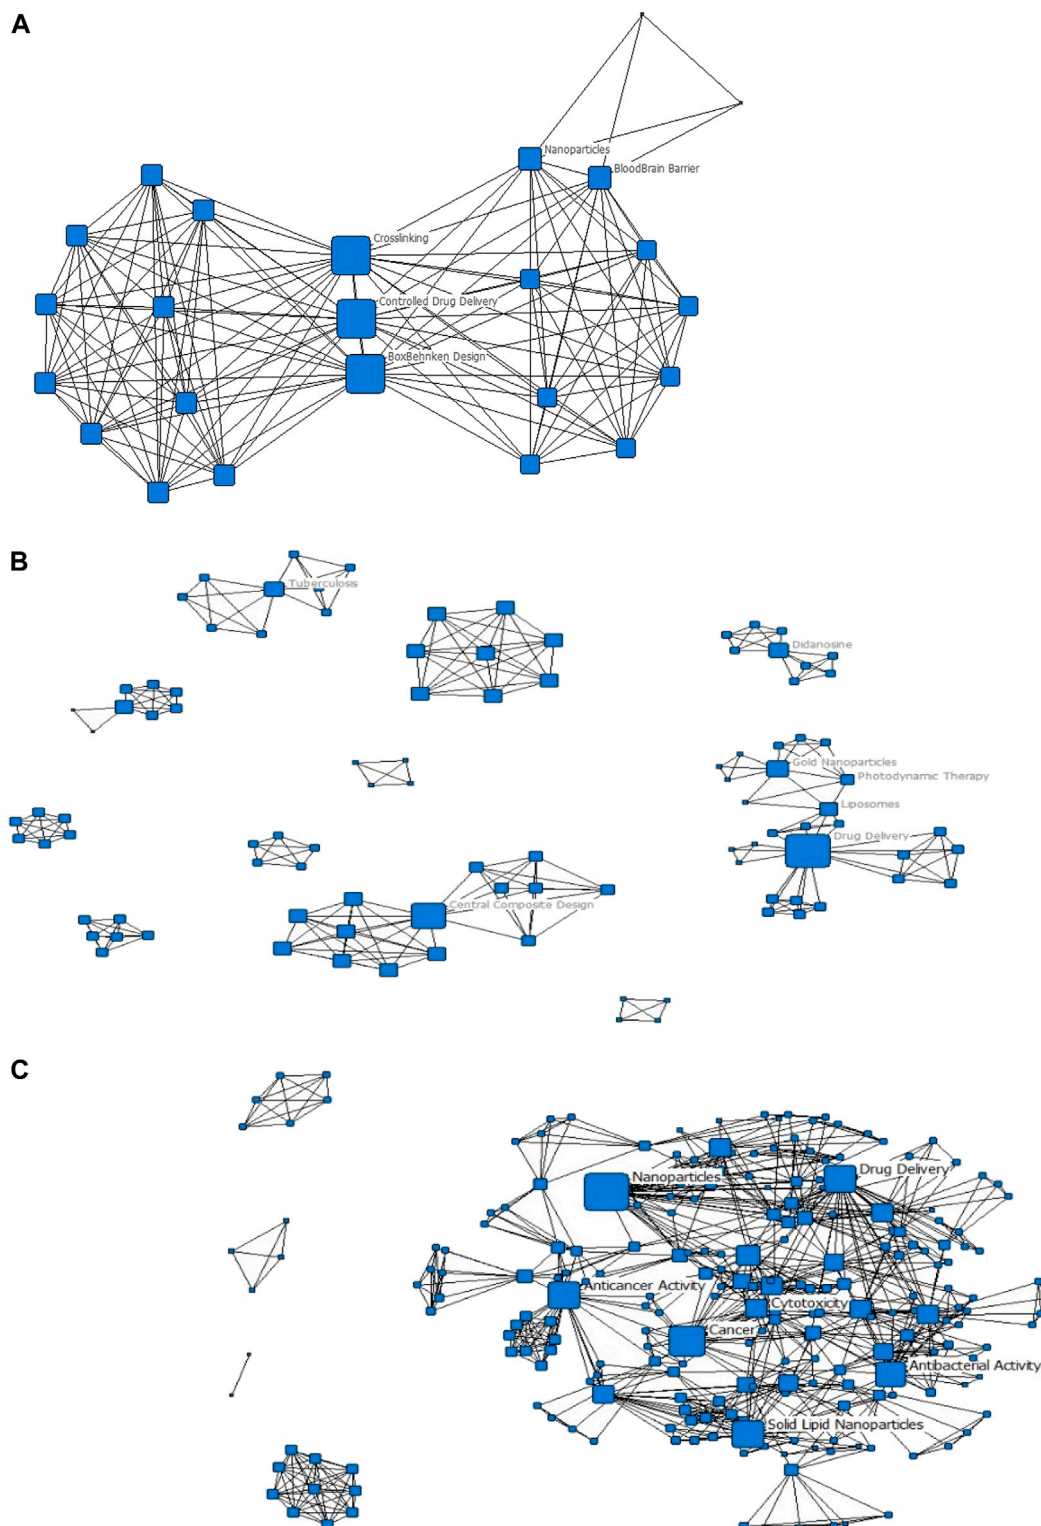 A
Nanoparticles
BloodBrain Barrier
Crosslinking
Controlled Drug Delivery
BoxBehnken Design
B
Tuberculosis
Didanosine
Gold Nanoparticles
Photodynamic Therapy
Liposomes
Drug Delivery
Central Composite Design
C
Nanoparticles
Drug Delivery
Anticancer Activity
Cytotoxicity
Cancer
Antibacterial Activity
Solid Lipid Nanoparticles